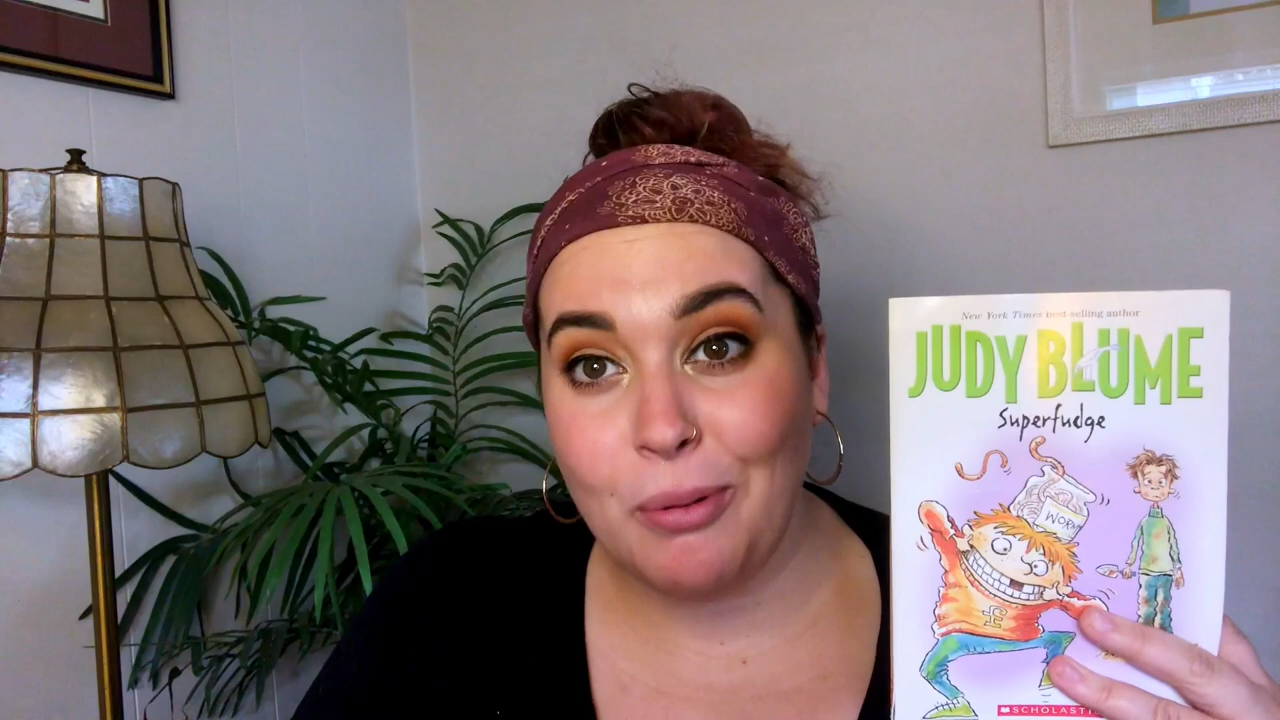 New York Times best-selling author
JUDY BLUME
Superfudge
WORMS
F
SCHOLASTIC